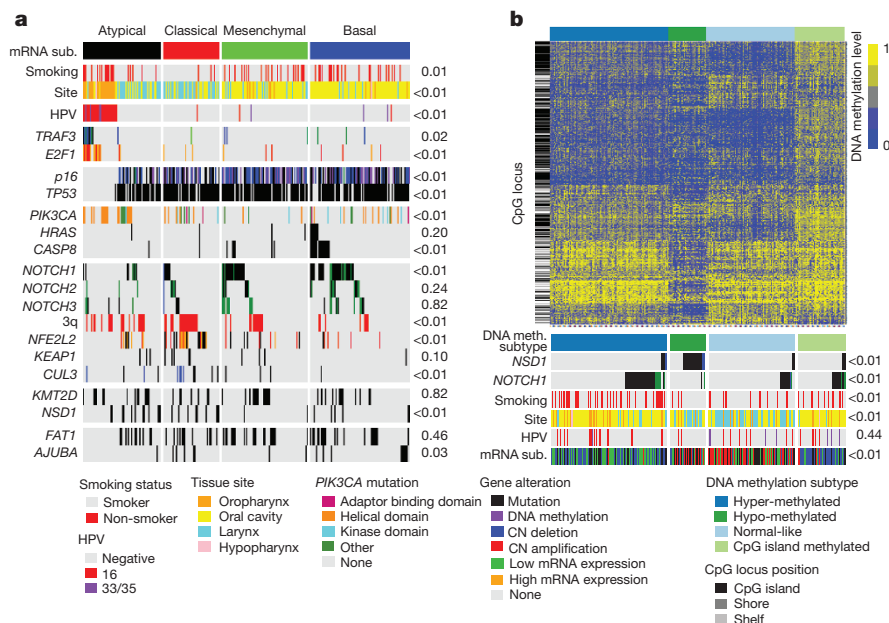 a
Atypical Classical Mesenchymal Basal
mRNA sub.
Smoking 0.01
Site <0.01
HPV <0.01
TRAF3 0.02
E2F1 <0.01
p16 <0.01
TP53 <0.01
PIK3CA <0.01
HRAS 0.20
CASP8 <0.01
NOTCH1 <0.01
NOTCH2 0.24
NOTCH3 0.82
3q <0.01
NFE2L2 <0.01
KEAP1 0.10
CUL3 <0.01
KMT2D 0.82
NSD1 <0.01
FAT1 0.46
AJUBA 0.03
Smoking status
Smoker
Non-smoker
HPV
Negative
16
33/35
Tissue site
Oropharynx
Oral cavity
Larynx
Hypopharynx
PIK3CA mutation
Adaptor binding domain
Helical domain
Kinase domain
Other
None
b
CpG locus
DNA methylation level
1
0
DNA meth.
subtype
NSD1 <0.01
NOTCH1 <0.01
Smoking <0.01
Site <0.01
HPV 0.44
mRNA sub. <0.01
Gene alteration
Mutation
DNA methylation
CN deletion
CN amplification
Low mRNA expression
High mRNA expression
None
DNA methylation subtype
Hyper-methylated
Hypo-methylated
Normal-like
CpG island methylated
CpG locus position
CpG island
Shore
Shelf